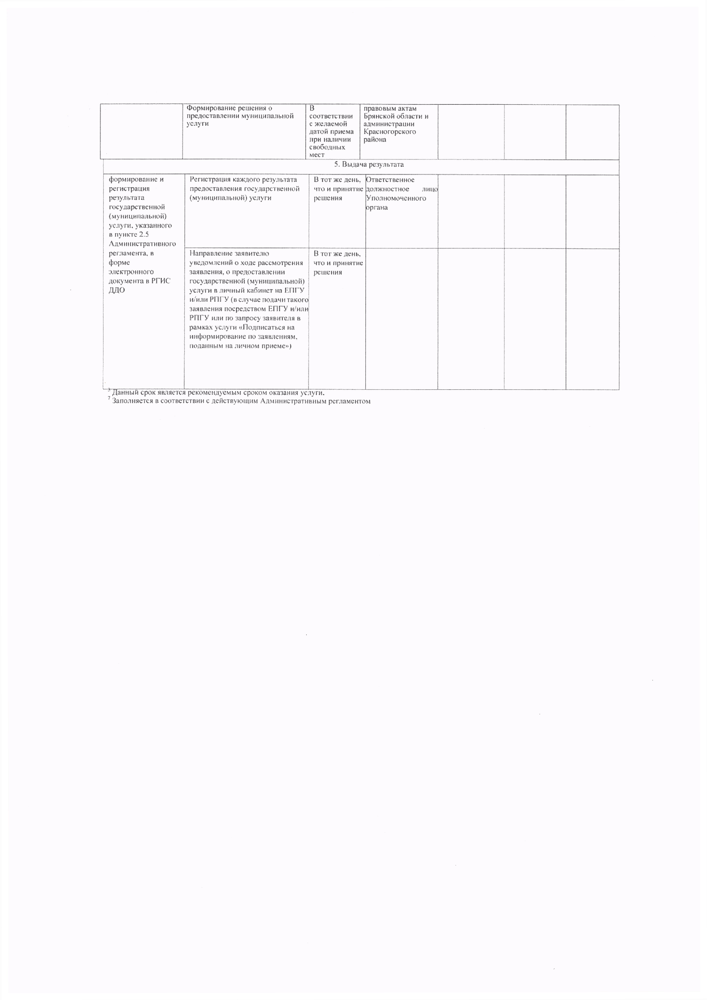 Формирование решения о
предоставлении муниципальной
услуги
В
соответствии
с желаемой
датой приема
при наличии
свободных
мест
правовым актам
Брянской области и
администрации
Красногорского
района
5. Выдача результата
формирование и
регистрация
результата
государственной
(муниципальной)
услуги, указанного
в пункте 2.5
Административного
регламента, в
форме
электронного
документа в РГИС
ДДО
Регистрация каждого результата
предоставления государственной
(муниципальной) услуги
В тот же день,
что и принятие
решения
Ответственное
должностное лицо
Уполномоченного
органа
Направление заявителю
уведомлений о ходе рассмотрения
заявления, о предоставлении
государственной (муниципальной)
услуги в личный кабинет на ЕПГУ
и/или РПГУ (в случае подачи такого
заявления посредством ЕПГУ и/или
РПГУ или по запросу заявителя в
рамках услуги «Подписаться на
информирование по заявлениям,
поданным на личном приеме»)
В тот же день,
что и принятие
решения
Данный срок является рекомендуемым сроком оказания услуги.
7 Заполняется в соответствии с действующим Административным регламентом